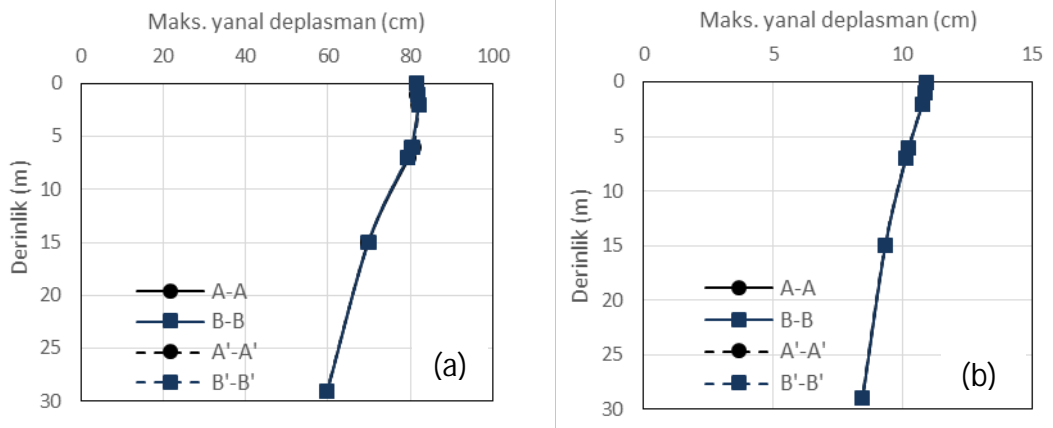 Maks. yanal deplasman (cm)
0 20 40 60 80 100
0
5
10
15
20
25
30
Derinlik (m)
A-A
B-B
A'-A'
B'-B'
(a)
Maks. yanal deplasman (cm)
0 5 10 15
0
5
10
15
20
25
30
Derinlik (m)
A-A
B-B
A'-A'
B'-B'
(b)